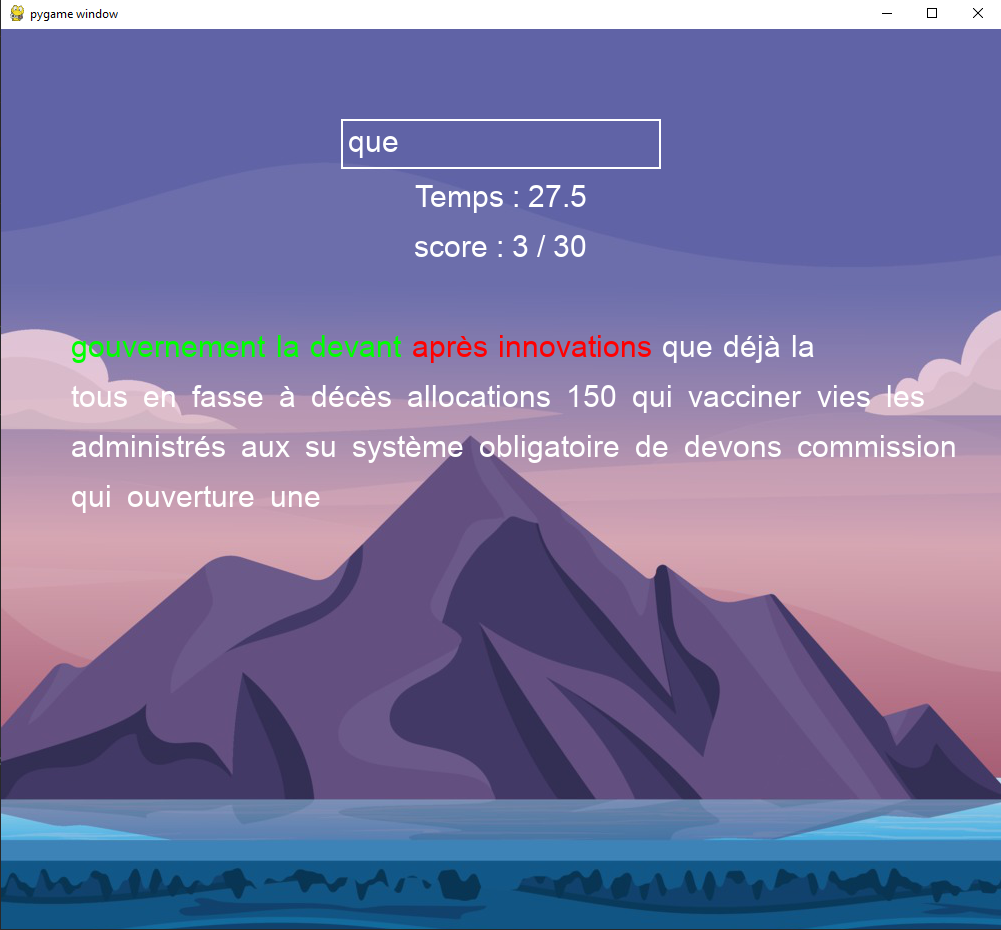 pygame window
que
Temps : 27.5
score : 3 / 30
gouvernement la devant après innovations que déjà la
tous en fasse à décès allocations 150 qui vacciner vies les
administrés aux su système obligatoire de devons commission
qui ouverture une